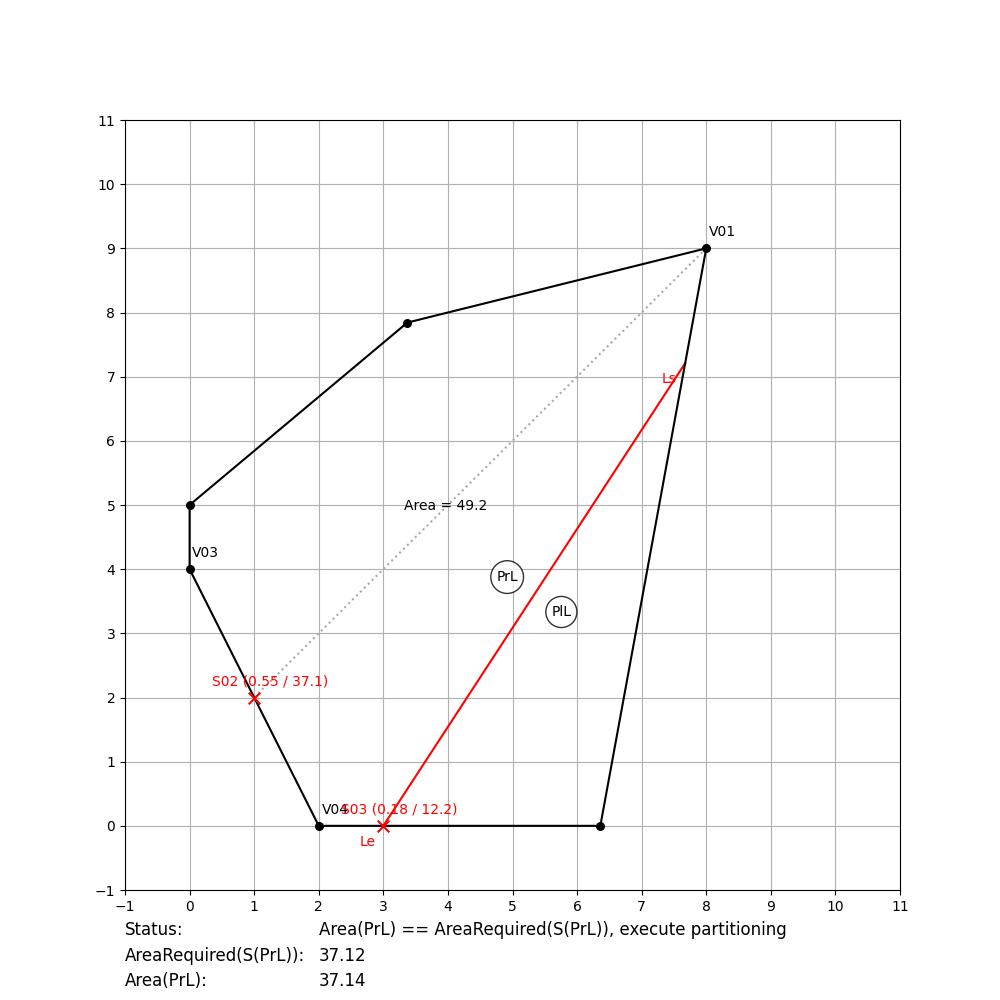 11
10
9
8
7
6
5
4
3
2
1
0
−1
−1 0 1 2 3 4 5 6 7 8 9 10 11
V01
Ls
Area = 49.2
V03
PrL
PlL
S02 (0.55 / 37.1)
V04
S03 (0.18 / 12.2)
Le
Status: Area(PrL) == AreaRequired(S(PrL)), execute partitioning
AreaRequired(S(PrL)): 37.12
Area(PrL): 37.14